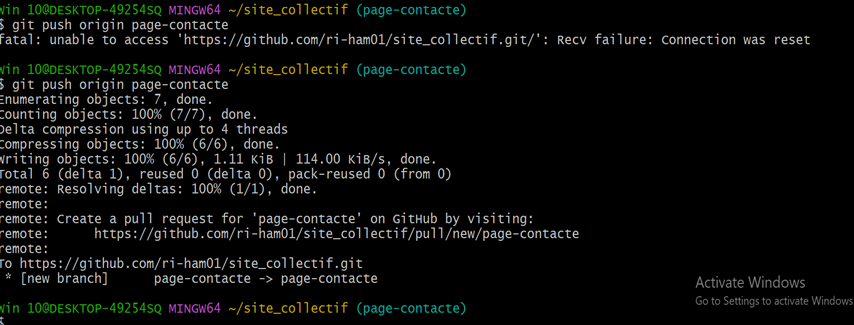 win 10@DESKTOP-49254SQ MINGW64 ~/site_collectif (page-contacte)
$ git push origin page-contacte
fatal: unable to access 'https://github.com/ri-ham01/site_collectif.git/': Recv failure: Connection was reset
win 10@DESKTOP-49254SQ MINGW64 ~/site_collectif (page-contacte)
$ git push origin page-contacte
Enumerating objects: 7, done.
Counting objects: 100% (7/7), done.
Delta compression using up to 4 threads
Compressing objects: 100% (6/6), done.
Writing objects: 100% (6/6), 1.11 KiB | 114.00 KiB/s, done.
Total 6 (delta 1), reused 0 (delta 0), pack-reused 0 (from 0)
remote: Resolving deltas: 100% (1/1), done.
remote:
remote: Create a pull request for 'page-contacte' on GitHub by visiting:
remote:      https://github.com/ri-ham01/site_collectif/pull/new/page-contacte
remote:
To https://github.com/ri-ham01/site_collectif.git
 * [new branch]      page-contacte -> page-contacte
Activate Windows
Go to Settings to activate Windows
win 10@DESKTOP-49254SQ MINGW64 ~/site_collectif (page-contacte)
$